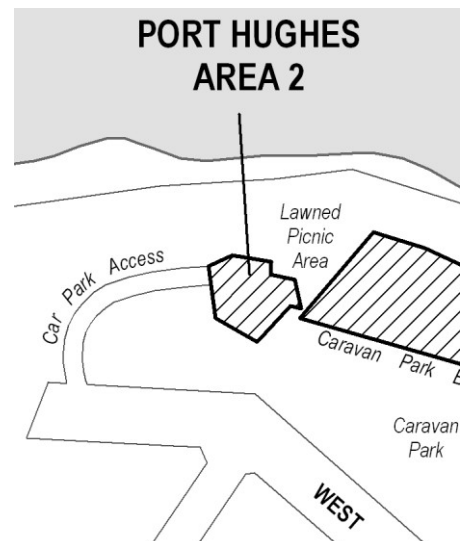 PORT HUGHES
AREA 2
Lawned
Picnic
Area
Car Park Access
Caravan Park
Caravan
Park
WEST